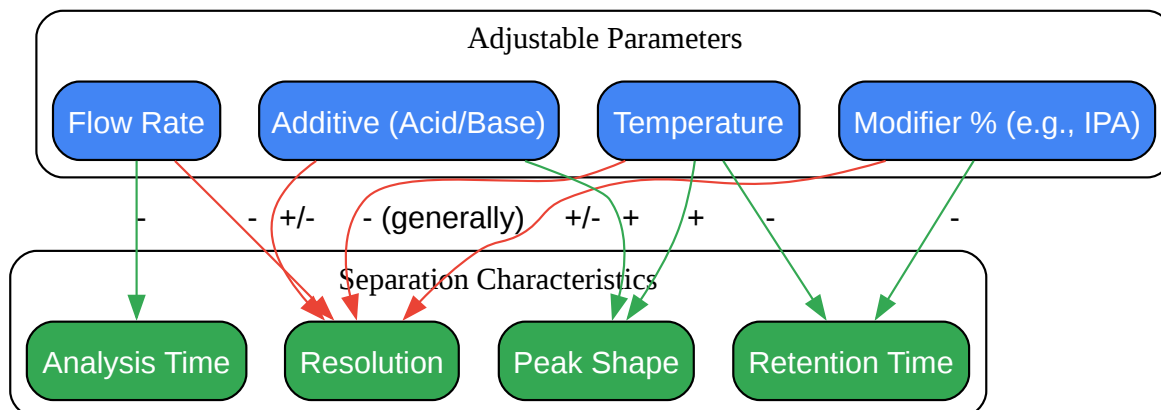 Adjustable Parameters
Flow Rate
Additive (Acid/Base)
Temperature
Modifier % (e.g., IPA)
-
-
+/-
- (generally)
+/-
+
+
-
-
Separation Characteristics
Analysis Time
Resolution
Peak Shape
Retention Time